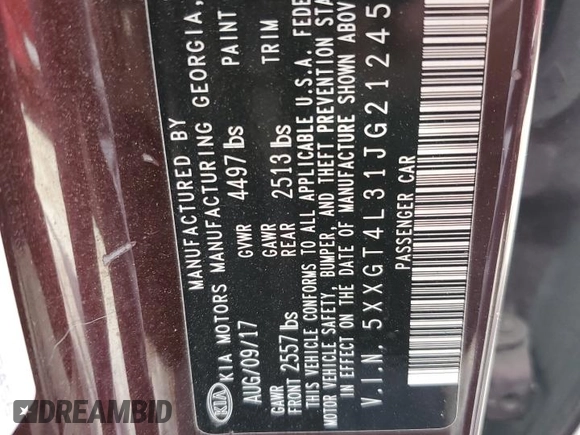 KIA
MANUFACTURED BY
KIA MOTORS MANUFACTURING GEORGIA,
AUG/09/17 GVWR 4497 lbs PAINT
GAWR FRONT 2557 lbs GAWR REAR 2513 lbs TRIM
THIS VEHICLE CONFORMS TO ALL APPLICABLE U.S.A. FEDE
MOTOR VEHICLE SAFETY, BUMPER, AND THEFT PREVENTION STA
IN EFFECT ON THE DATE OF MANUFACTURE SHOWN ABOV
V.I.N. 5XXGT4L31JG21245
PASSENGER CAR
DREAMBID